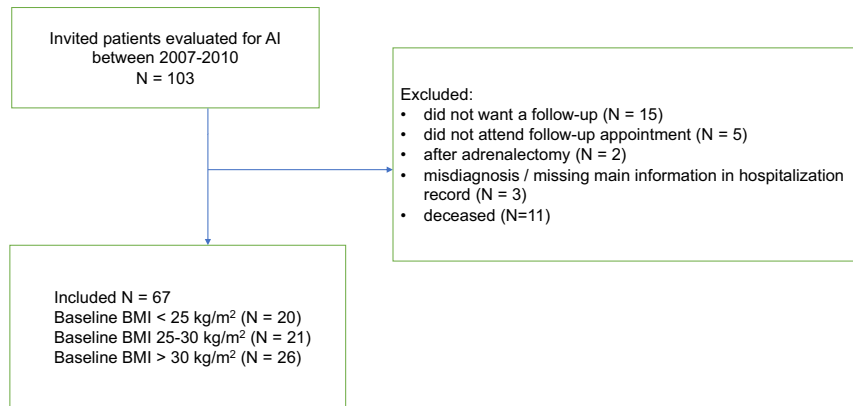 Invited patients evaluated for AI
between 2007-2010
N = 103
Excluded:
• did not want a follow-up (N = 15)
• did not attend follow-up appointment (N = 5)
• after adrenalectomy (N = 2)
• misdiagnosis / missing main information in hospitalization
record (N = 3)
• deceased (N=11)
Included N = 67
Baseline BMI < 25 kg/m² (N = 20)
Baseline BMI 25-30 kg/m² (N = 21)
Baseline BMI > 30 kg/m² (N = 26)